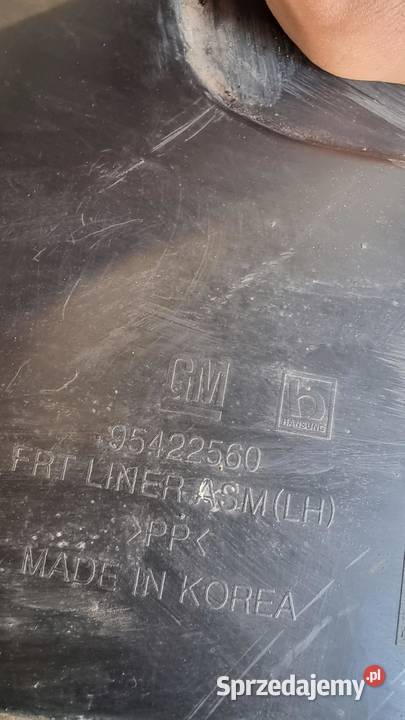 GM
HANSUNG
95422560
FRT LINER ASM(LH)
>PP<
MADE IN KOREA
Sprzedajemy.pl